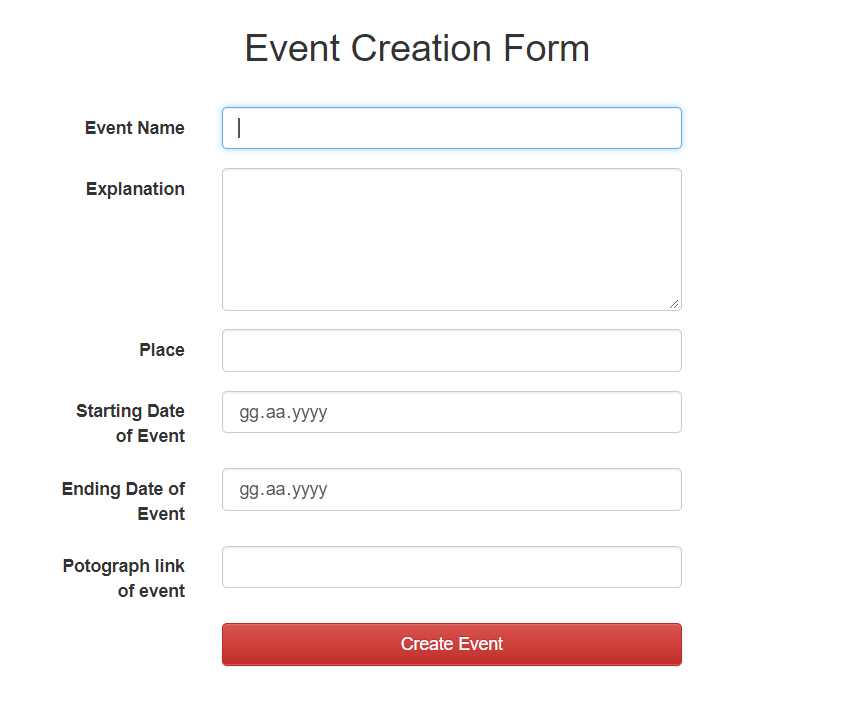 Event Creation Form
Event Name
Explanation
Place
Starting Date
of Event
gg.aa.yyyy
Ending Date of
Event
gg.aa.yyyy
Potograph link
of event
Create Event